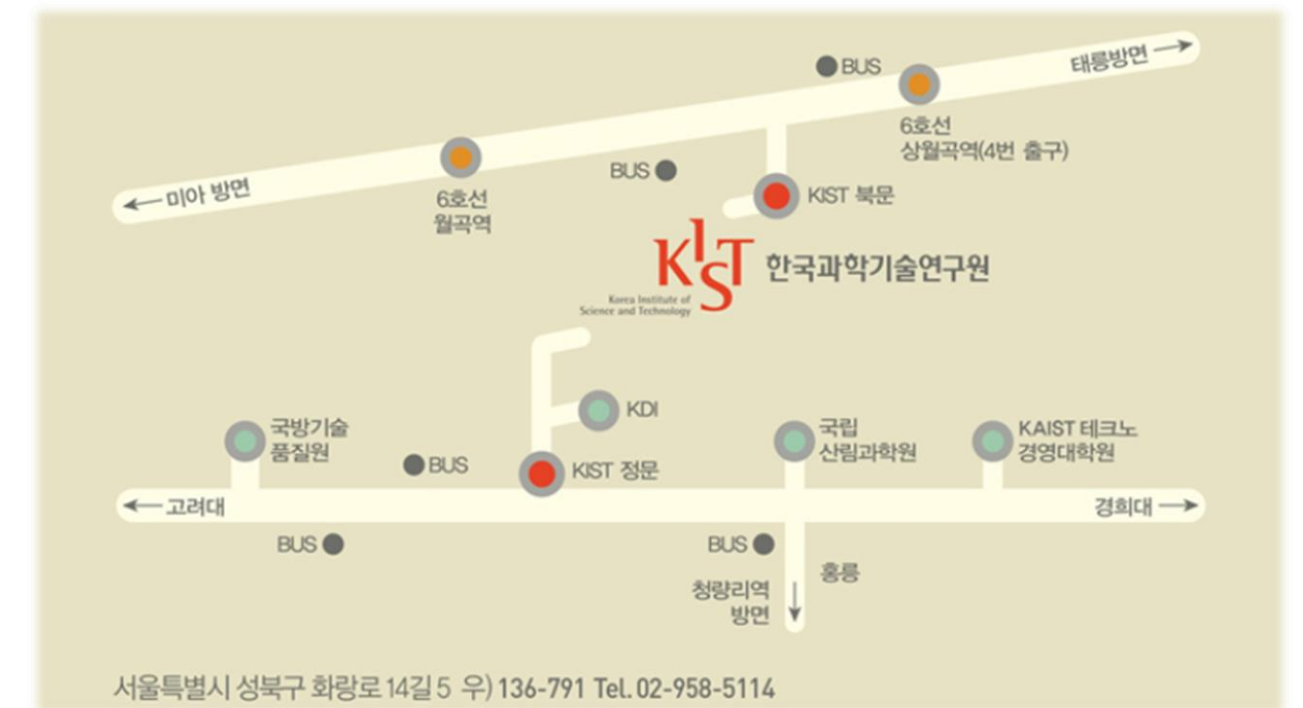 BUS
태릉방면
6호선
상월곡역(4번 출구)
BUS
미아 방면
6호선
월곡역
KIST 북문
KIST
한국과학기술연구원
Korea Institute of
Science and Technology
KDI
국방기술
품질원
BUS
KIST 정문
국립
산림과학원
KAIST 테크노
경영대학원
고려대
경희대
BUS
BUS
홍릉
청량리역
방면
서울특별시 성북구 화랑로 14길 5 우) 136-791 Tel. 02-958-5114